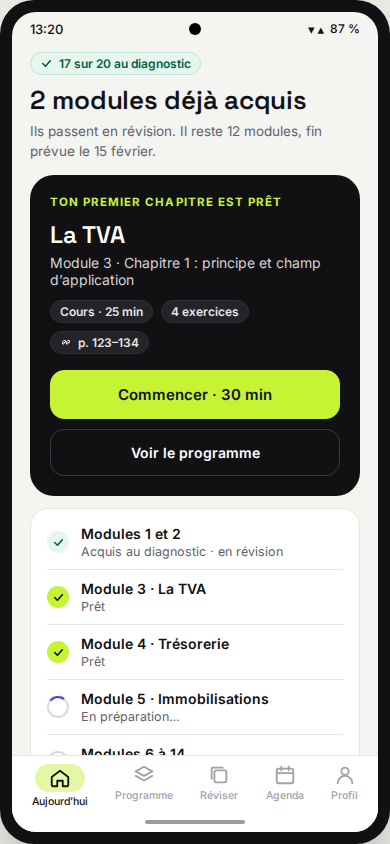 13:20
87 %
17 sur 20 au diagnostic
2 modules déjà acquis
Ils passent en révision. Il reste 12 modules, fin
prévue le 15 février.
TON PREMIER CHAPITRE EST PRÊT
La TVA
Module 3 · Chapitre 1 : principe et champ
d’application
Cours · 25 min
4 exercices
p. 123–134
Commencer · 30 min
Voir le programme
Modules 1 et 2
Acquis au diagnostic · en révision
Module 3 · La TVA
Prêt
Module 4 · Trésorerie
Prêt
Module 5 · Immobilisations
En préparation…
Modules 6 à 14
Aujourd’hui
Programme
Réviser
Agenda
Profil